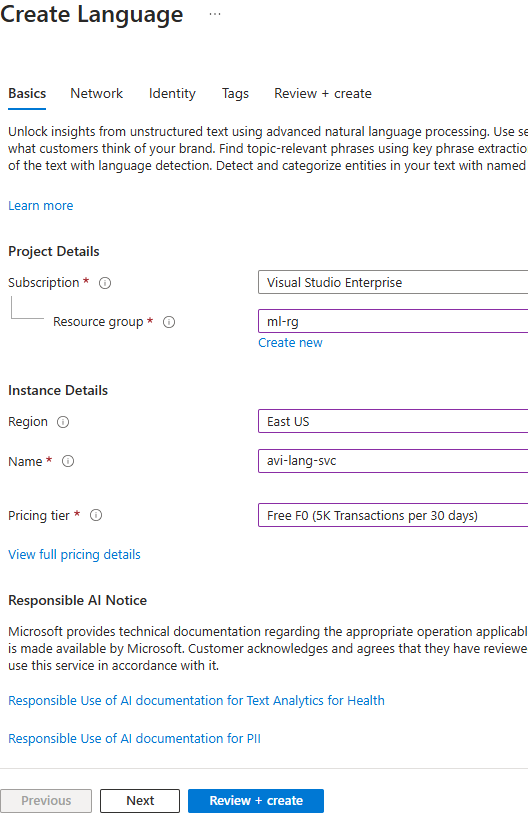 Create Language ...
Basics Network Identity Tags Review + create
Unlock insights from unstructured text using advanced natural language processing. Use se
what customers think of your brand. Find topic-relevant phrases using key phrase extractio
of the text with language detection. Detect and categorize entities in your text with named
Learn more
Project Details
Subscription * Visual Studio Enterprise
Resource group * ml-rg
Create new
Instance Details
Region East US
Name * avi-lang-svc
Pricing tier * Free F0 (5K Transactions per 30 days)
View full pricing details
Responsible AI Notice
Microsoft provides technical documentation regarding the appropriate operation applicabl
is made available by Microsoft. Customer acknowledges and agrees that they have reviewe
use this service in accordance with it.
Responsible Use of AI documentation for Text Analytics for Health
Responsible Use of AI documentation for PII
Previous Next Review + create